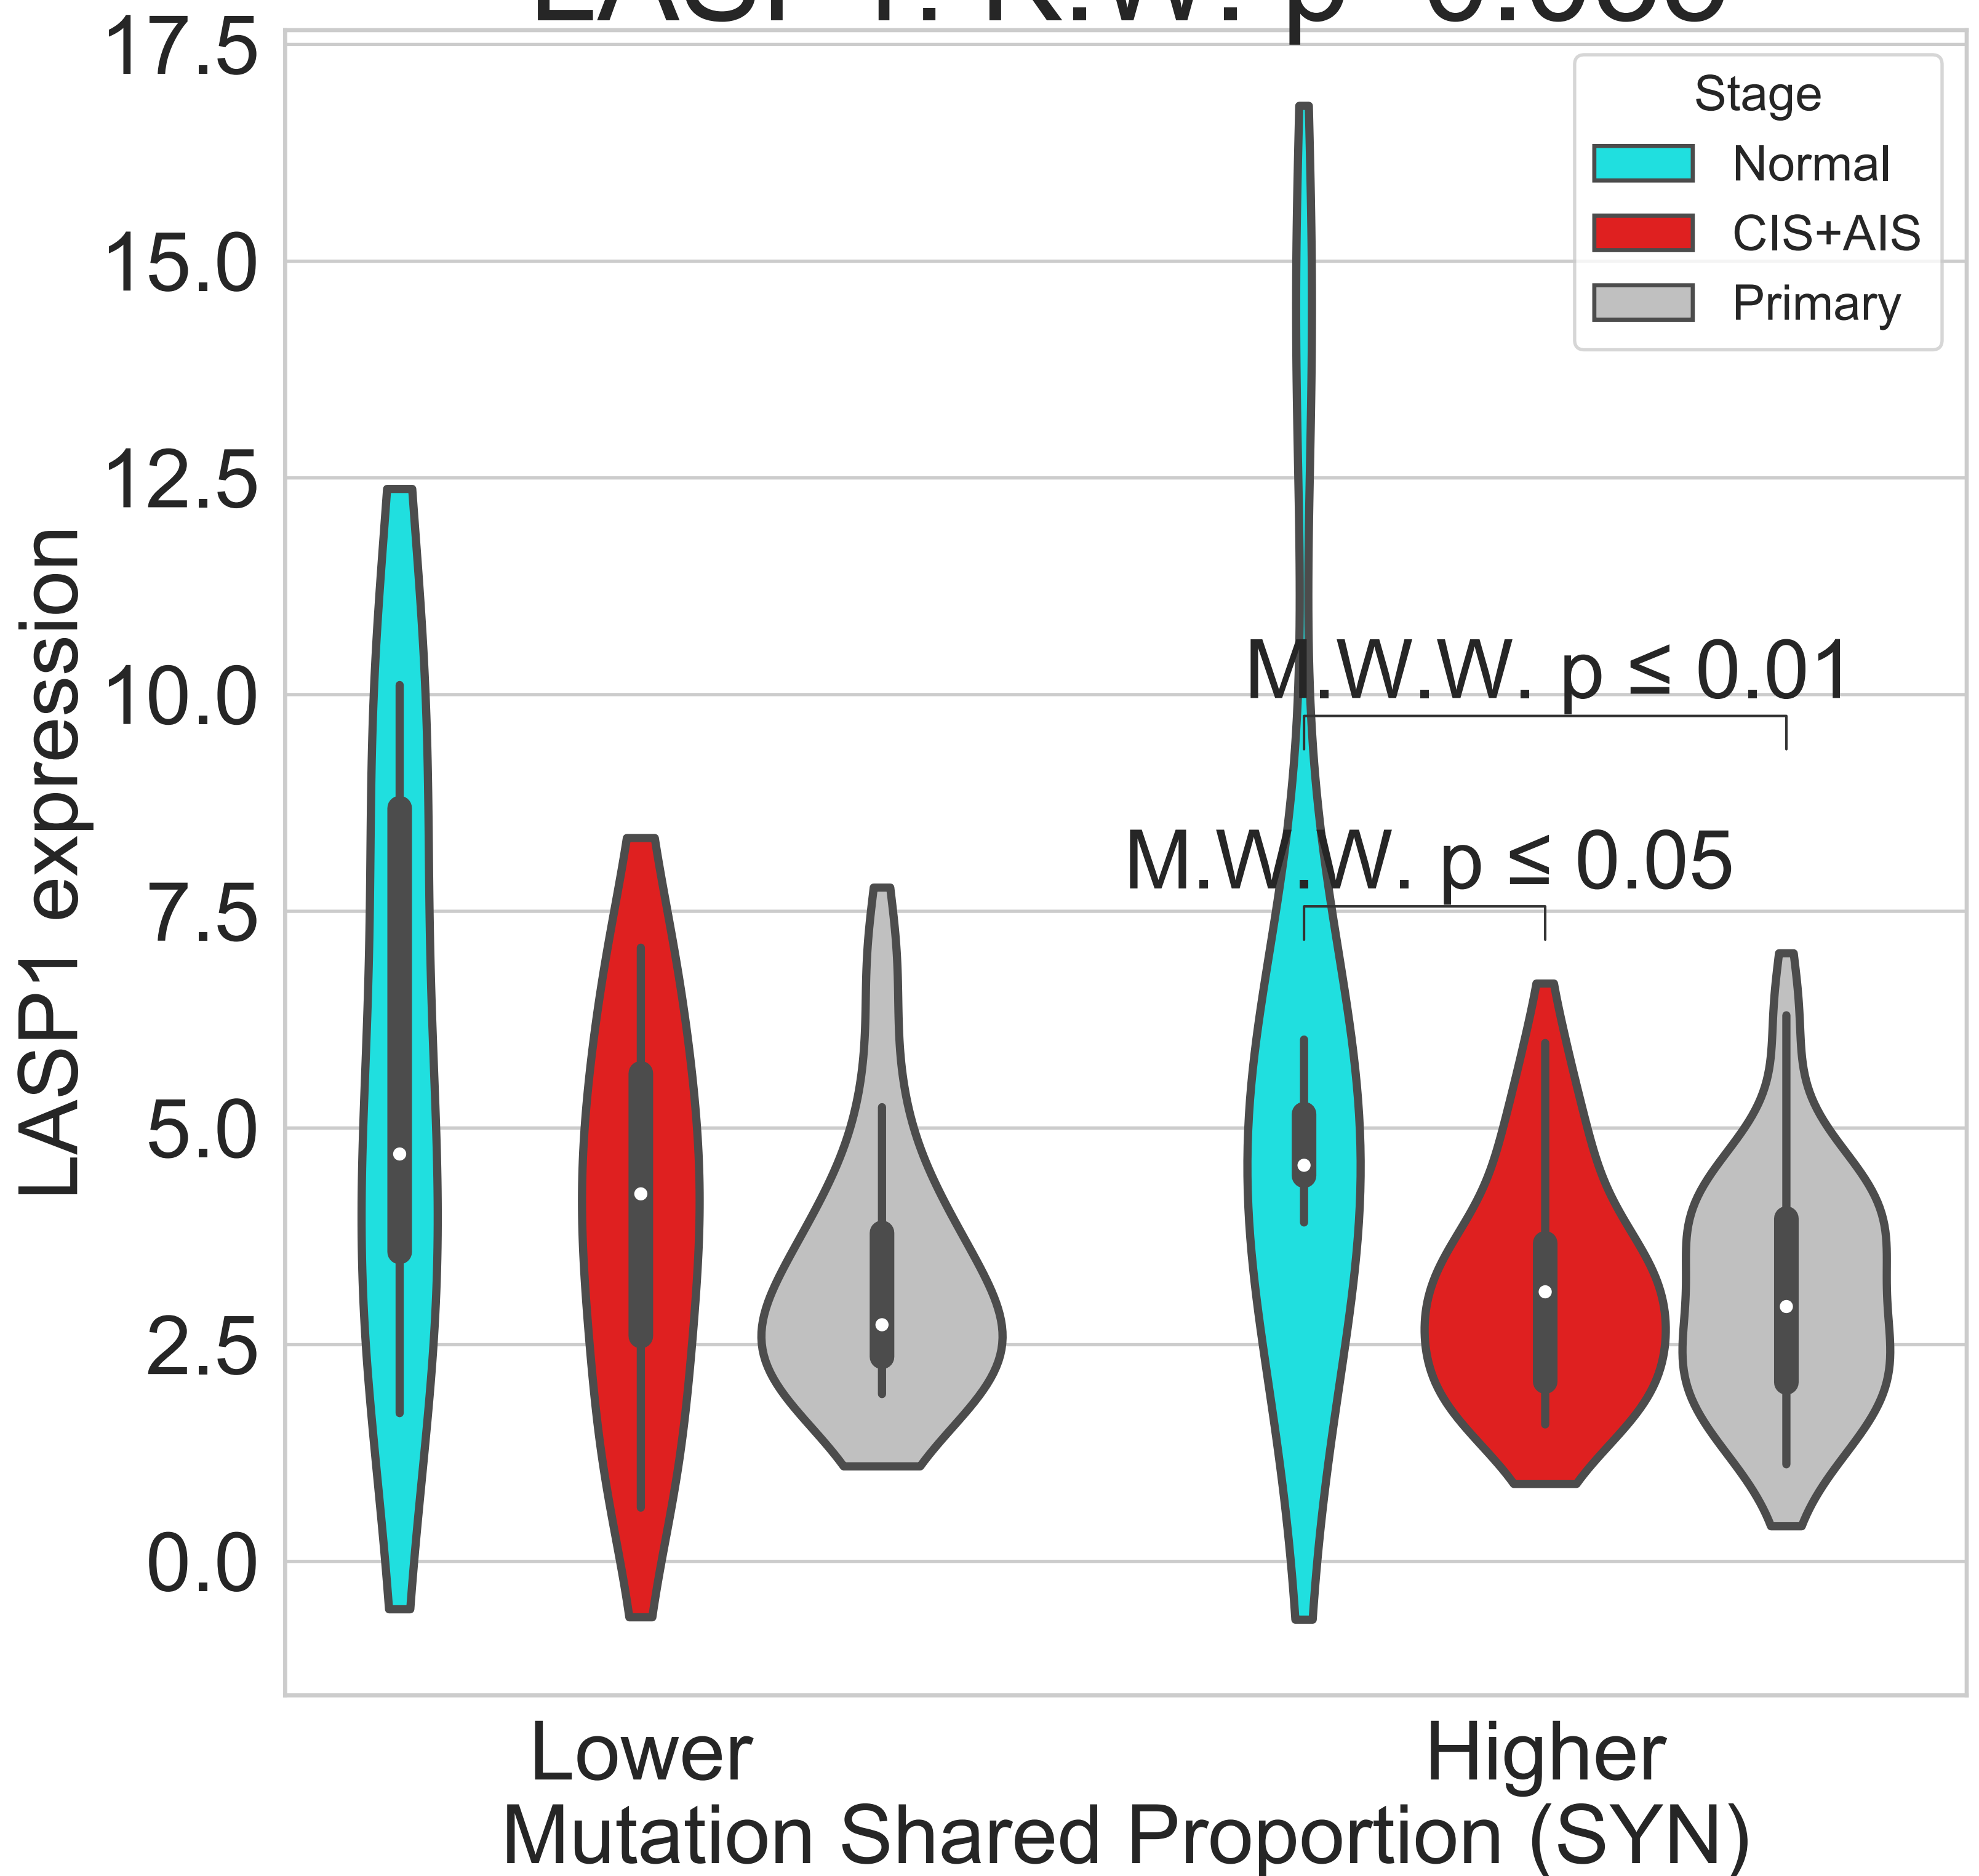 17.5
15.0
12.5
10.0
7.5
5.0
2.5
0.0
LASP1 expression
Stage
Normal
CIS+AIS
Primary
M.W.W. p ≤ 0.01
M.W.W. p ≤ 0.05
Lower
Higher
Mutation Shared Proportion (SYN)